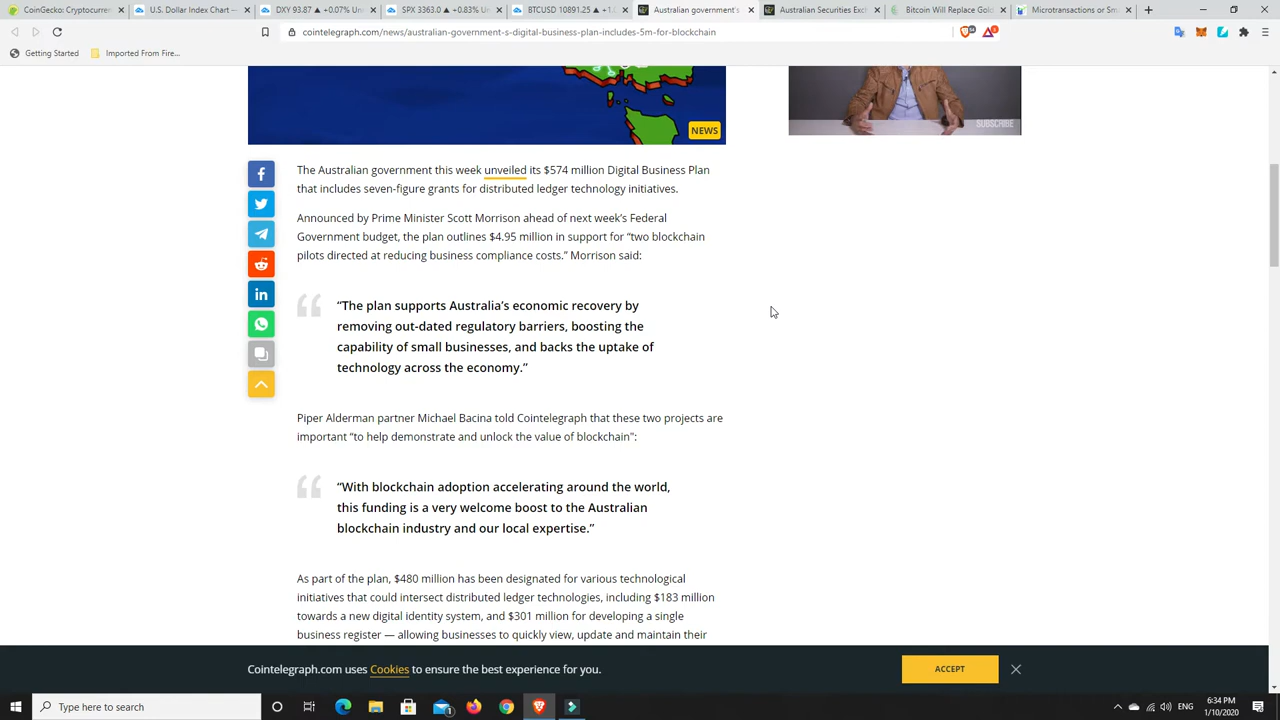 CoinGecko: Cryptocurrency
U.S. Dollar Index Chart —
DXY 93.87 ▲ +0.07% Un
SPX 3363.0 ▲ +0.83% Un
BTCUSD 10891.25 ▲ +1.
Australian government's
Australian Securities Exch
Bitcoin Will Replace Gold
Microtransactions or Sma
cointelegraph.com/news/australian-government-s-digital-business-plan-includes-5m-for-blockchain
Getting Started
Imported From Fire...
NEWS
SUBSCRIBE
The Australian government this week unveiled its $574 million Digital Business Plan
that includes seven-figure grants for distributed ledger technology initiatives.
Announced by Prime Minister Scott Morrison ahead of next week's Federal
Government budget, the plan outlines $4.95 million in support for “two blockchain
pilots directed at reducing business compliance costs.” Morrison said:
“The plan supports Australia's economic recovery by
removing out-dated regulatory barriers, boosting the
capability of small businesses, and backs the uptake of
technology across the economy.”
Piper Alderman partner Michael Bacina told Cointelegraph that these two projects are
important “to help demonstrate and unlock the value of blockchain”:
“With blockchain adoption accelerating around the world,
this funding is a very welcome boost to the Australian
blockchain industry and our local expertise.”
As part of the plan, $480 million has been designated for various technological
initiatives that could intersect distributed ledger technologies, including $183 million
towards a new digital identity system, and $301 million for developing a single
business register — allowing businesses to quickly view, update and maintain their
Cointelegraph.com uses Cookies to ensure the best experience for you.
ACCEPT
Type here to search
ENG
6:34 PM
1/10/2020